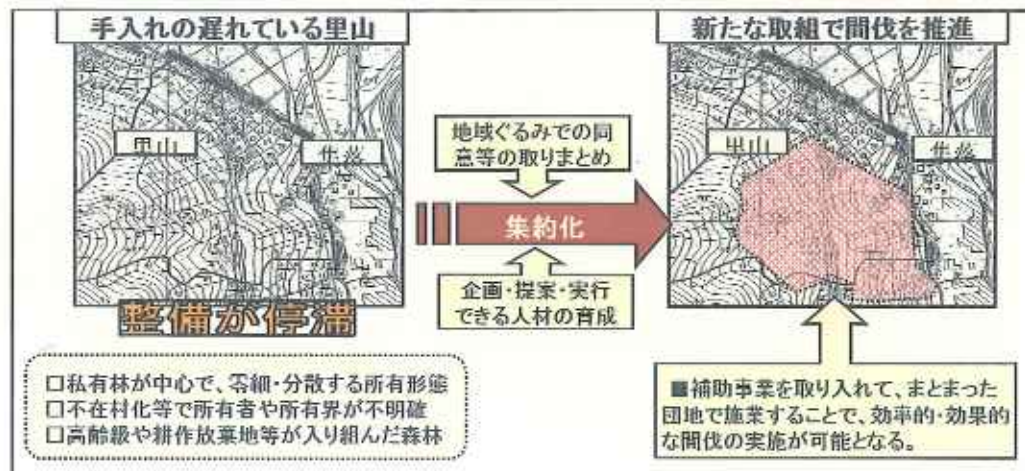 手入れの遅れている里山
新たな取組で間伐を推進
里山
集落
地域ぐるみでの同
意等の取りまとめ
集約化
企画・提案・実行
できる人材の育成
里山
集落
整備が停滞
□私有林が中心で、零細・分散する所有形態
□不在村化等で所有者や所有界が不明確
□高齢級や耕作放棄地等が入り組んだ森林
■補助事業を取り入れて、まとまった
団地で施業することで、効率的・効果的
な間伐の実施が可能となる。